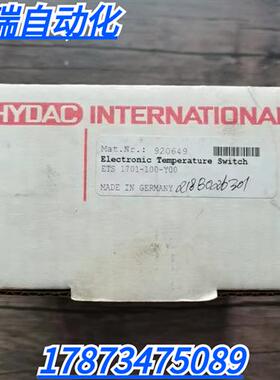 瑞自动化
HYDAC INTERNATIONAL
Mat.Nr.: 920649
Electronic Temperature Switch
ETS 1701-100-Y00
MADE IN GERMANY
17873475089